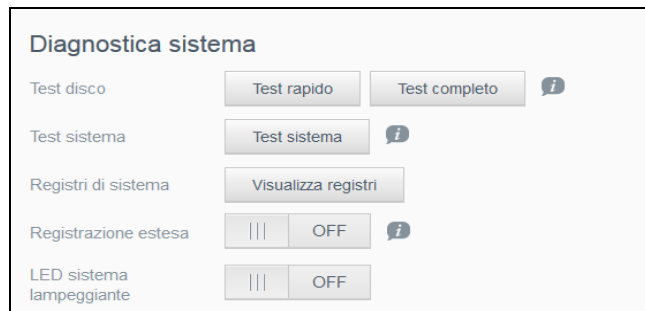 Diagnostica sistema
Test disco Test rapido Test completo i
Test sistema Test sistema i
Registri di sistema Visualizza registri
Registrazione estesa OFF i
LED sistema
lampeggiante OFF